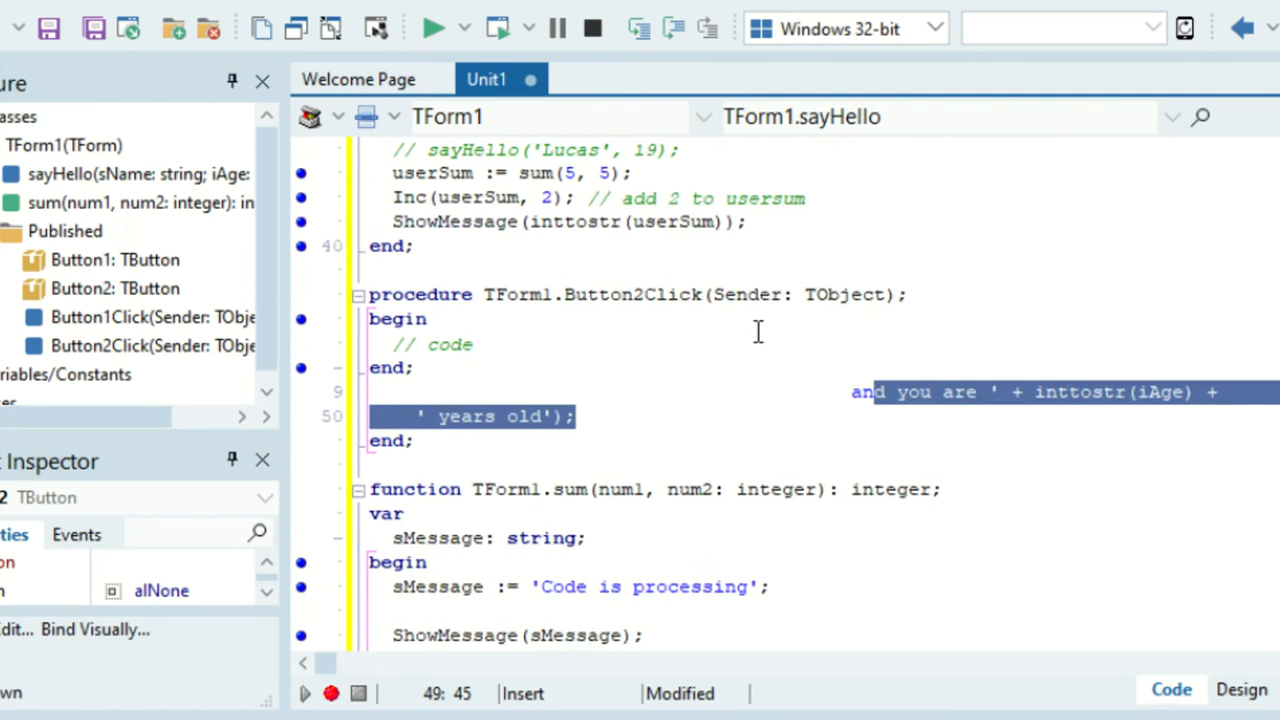 Windows 32-bit
ure
Welcome Page
Unit1
TForm1
TForm1.sayHello
asses
TForm1(TForm)
sayHello(sName: string; iAge:
sum(num1, num2: integer): in
Published
Button1: TButton
Button2: TButton
Button1Click(Sender: TObje
Button2Click(Sender: TObje
riables/Constants
// sayHello('Lucas', 19);
userSum := sum(5, 5);
Inc(userSum, 2); // add 2 to usersum
ShowMessage(inttostr(userSum));
40 end;
procedure TForm1.Button2Click(Sender: TObject);
begin
// code
end;
9 and you are ' + inttostr(iAge) +
50 ' years old');
end;
function TForm1.sum(num1, num2: integer): integer;
var
sMessage: string;
begin
sMessage := 'Code is processing';
ShowMessage(sMessage);
t Inspector
2 TButton
ties Events
on
n alNone
dit... Bind Visually...
wn
49: 45 Insert Modified
Code Design